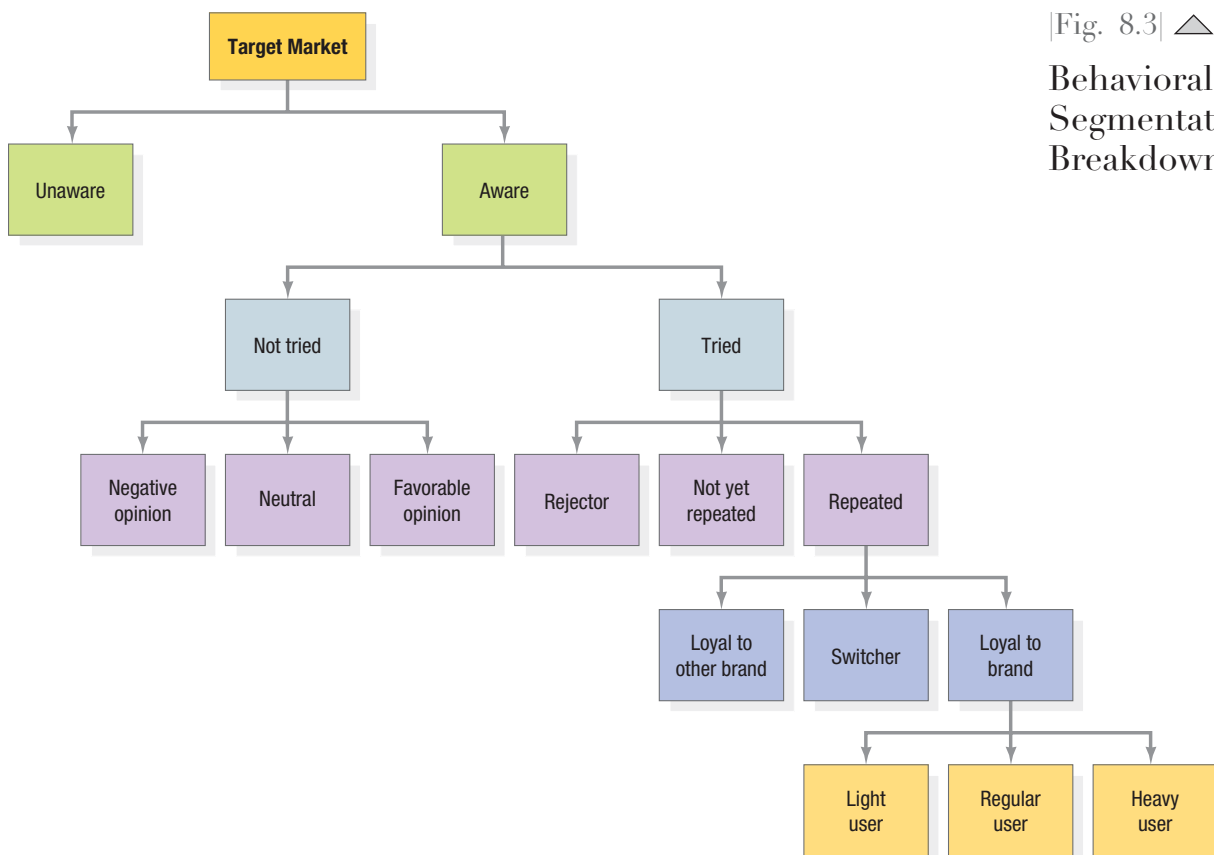 |Fig. 8.3|
Behavioral
Segmentat
Breakdown
Target Market
Unaware
Aware
Not tried
Tried
Negative
opinion
Neutral
Favorable
opinion
Rejector
Not yet
repeated
Repeated
Loyal to
other brand
Switcher
Loyal to
brand
Light
user
Regular
user
Heavy
user